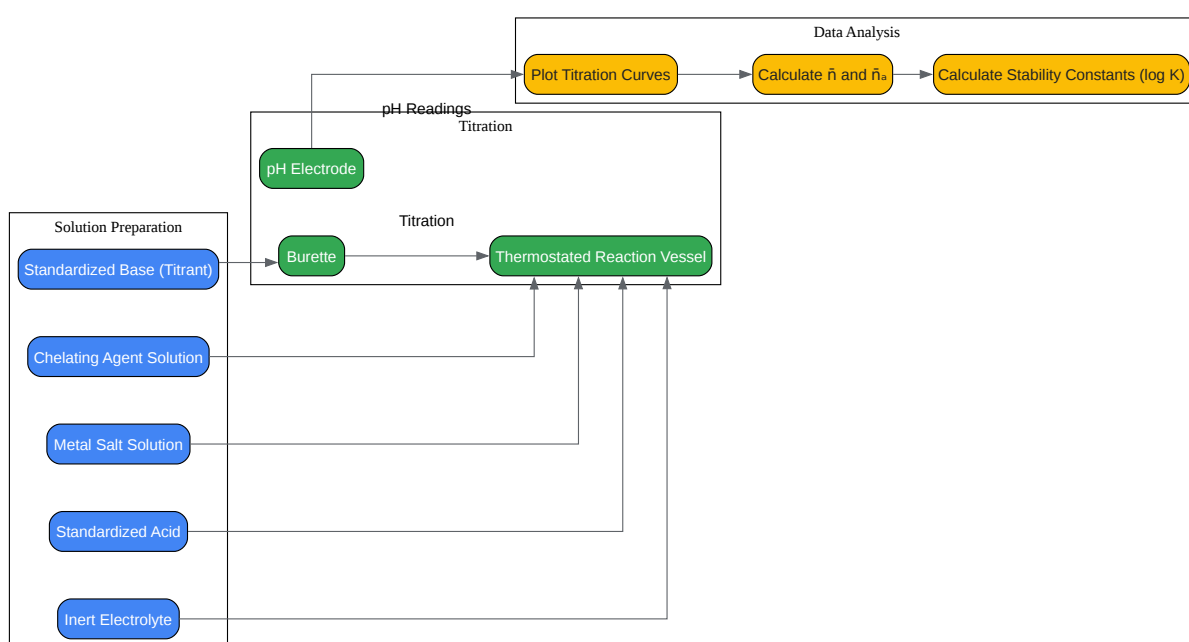 Data Analysis
Plot Titration Curves
Calculate n̄ and n̄ₐ
Calculate Stability Constants (log K)
pH Readings
Titration
pH Electrode
Titration
Burette
Thermostated Reaction Vessel
Solution Preparation
Standardized Base (Titrant)
Chelating Agent Solution
Metal Salt Solution
Standardized Acid
Inert Electrolyte